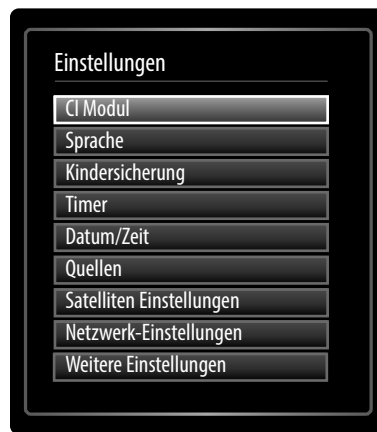 Einstellungen
CI Modul
Sprache
Kindersicherung
Timer
Datum/Zeit
Quellen
Satelliten Einstellungen
Netzwerk-Einstellungen
Weitere Einstellungen